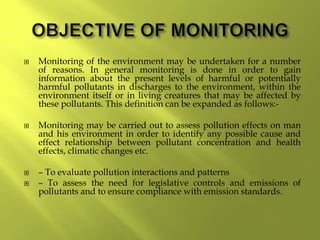 OBJECTIVE OF MONITORING
Monitoring of the environment may be undertaken for a number
of reasons. In general monitoring is done in order to gain
information about the present levels of harmful or potentially
harmful pollutants in discharges to the environment, within the
environment itself or in living creatures that may be affected by
these pollutants. This definition can be expanded as follows:-
Monitoring may be carried out to assess pollution effects on man
and his environment in order to identify any possible cause and
effect relationship between pollutant concentration and health
effects, climatic changes etc.
– To evaluate pollution interactions and patterns
– To assess the need for legislative controls and emissions of
pollutants and to ensure compliance with emission standards.